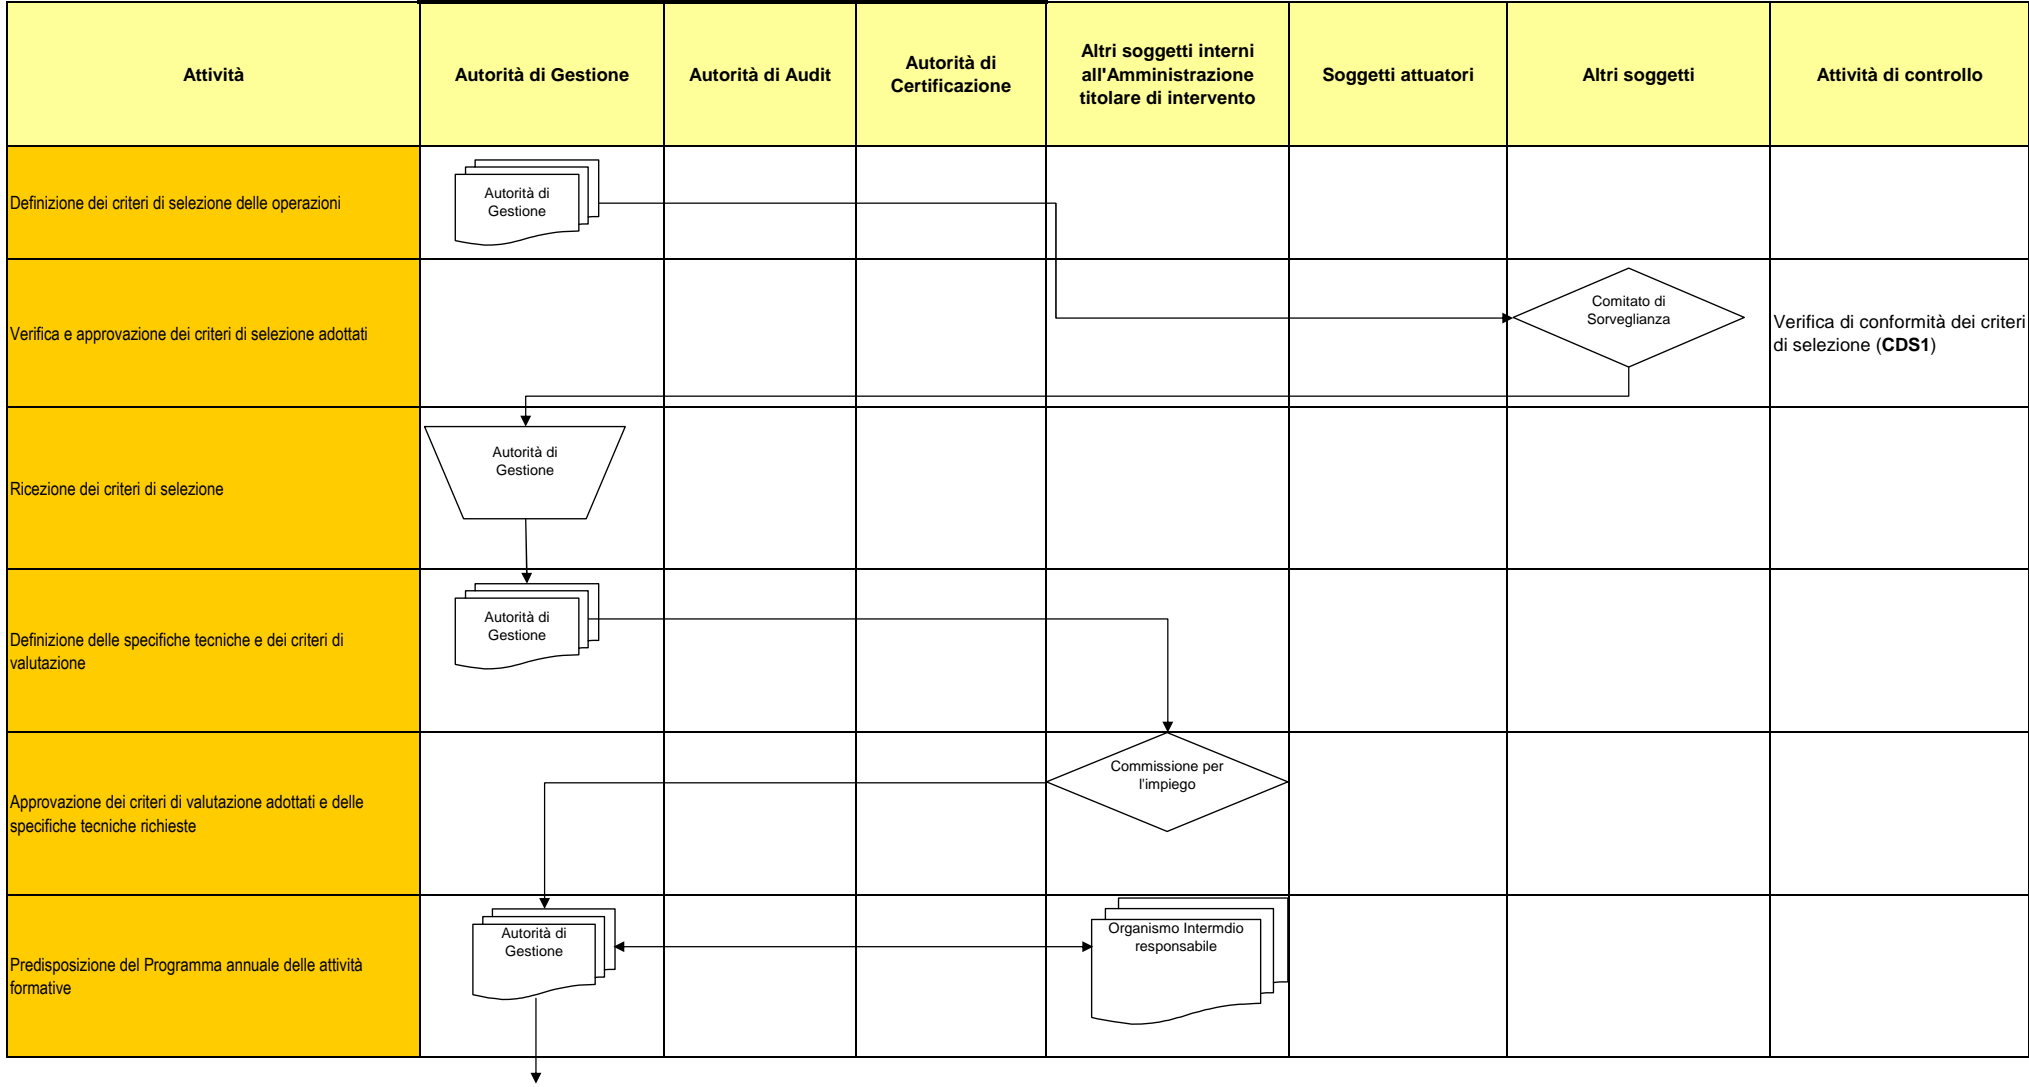 Attività
Autorità di Gestione
Autorità di Audit
Autorità di
Certificazione
Altri soggetti interni
all'Amministrazione
titolare di intervento
Soggetti attuatori
Altri soggetti
Attività di controllo
Definizione dei criteri di selezione delle operazioni
Autorità di
Gestione
Verifica e approvazione dei criteri di selezione adottati
Comitato di
Sorveglianza
Verifica di conformità dei criteri
di selezione (CDS1)
Ricezione dei criteri di selezione
Autorità di
Gestione
Definizione delle specifiche tecniche e dei criteri di
valutazione
Autorità di
Gestione
Approvazione dei criteri di valutazione adottati e delle
specifiche tecniche richieste
Commissione per
l'impiego
Predisposizione del Programma annuale delle attività
formative
Autorità di
Gestione
Organismo Intermdio
responsabile